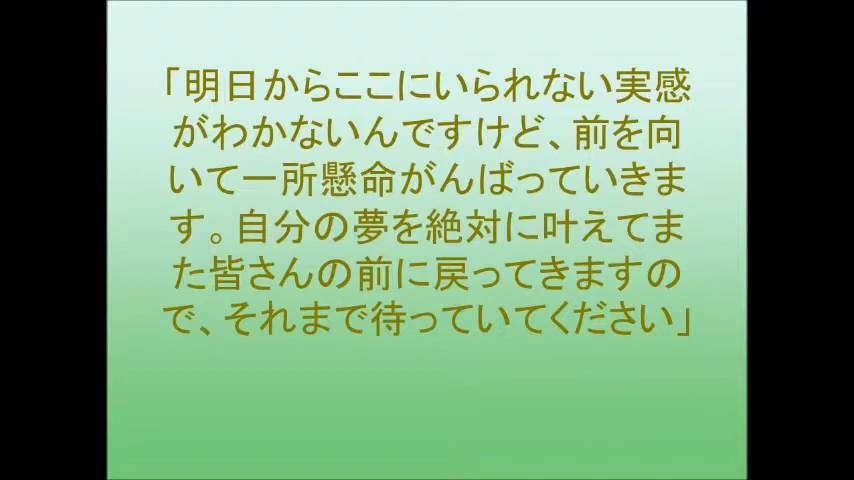 「明日からここにいられない実感
がわかないんですけど、前を向
いて一所懸命がんばっていきま
す。自分の夢を絶対に叶えてま
た皆さんの前に戻ってきますの
で、それまで待っていてください」